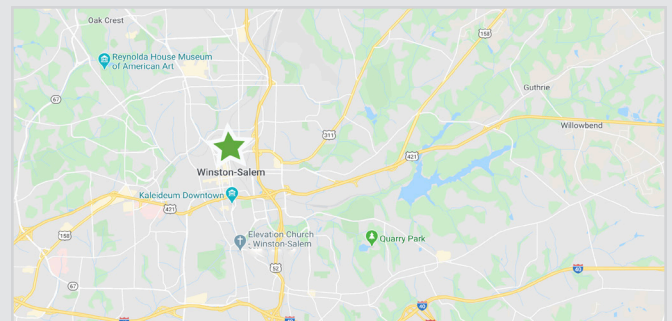 Oak Crest
158
Reynolda House Museum
of American Art
67
Guthrie
Willowbend
311
421
Winston-Salem
Kaleideum Downtown
421
158
Elevation Church
: Winston-Salem
Quarry Park
52
40
67
40
40